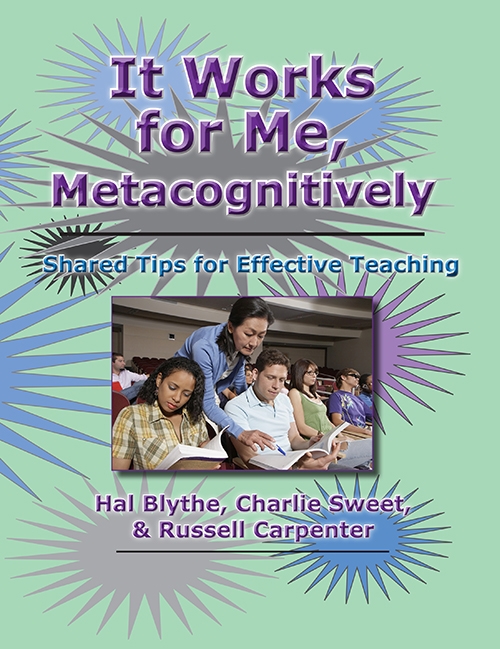 It Works
for Me,
Metacognitively
Shared Tips for Effective Teaching
Hal Blythe, Charlie Sweet,
& Russell Carpenter